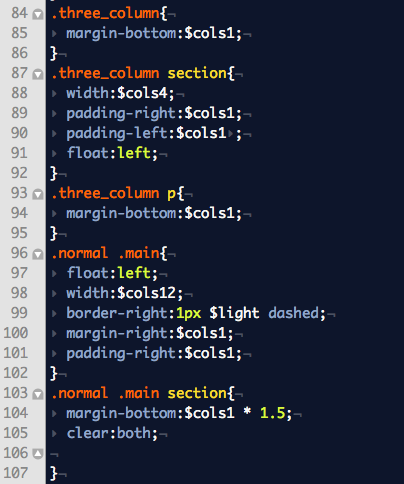 84 .three_column{¬
85 margin-bottom:$cols1;¬
86 }¬
87 .three_column section{¬
88 width:$cols4;¬
89 padding-right:$cols1;¬
90 padding-left:$cols1 ;¬
91 float:left;¬
92 }¬
93 .three_column p{¬
94 margin-bottom:$cols1;¬
95 }¬
96 .normal .main{¬
97 float:left;¬
98 width:$cols12;¬
99 border-right:1px $light dashed;¬
100 margin-right:$cols1;¬
101 padding-right:$cols1;¬
102 }¬
103 .normal .main section{¬
104 margin-bottom:$cols1 * 1.5;¬
105 clear:both;¬
106 ¬
107 }¬